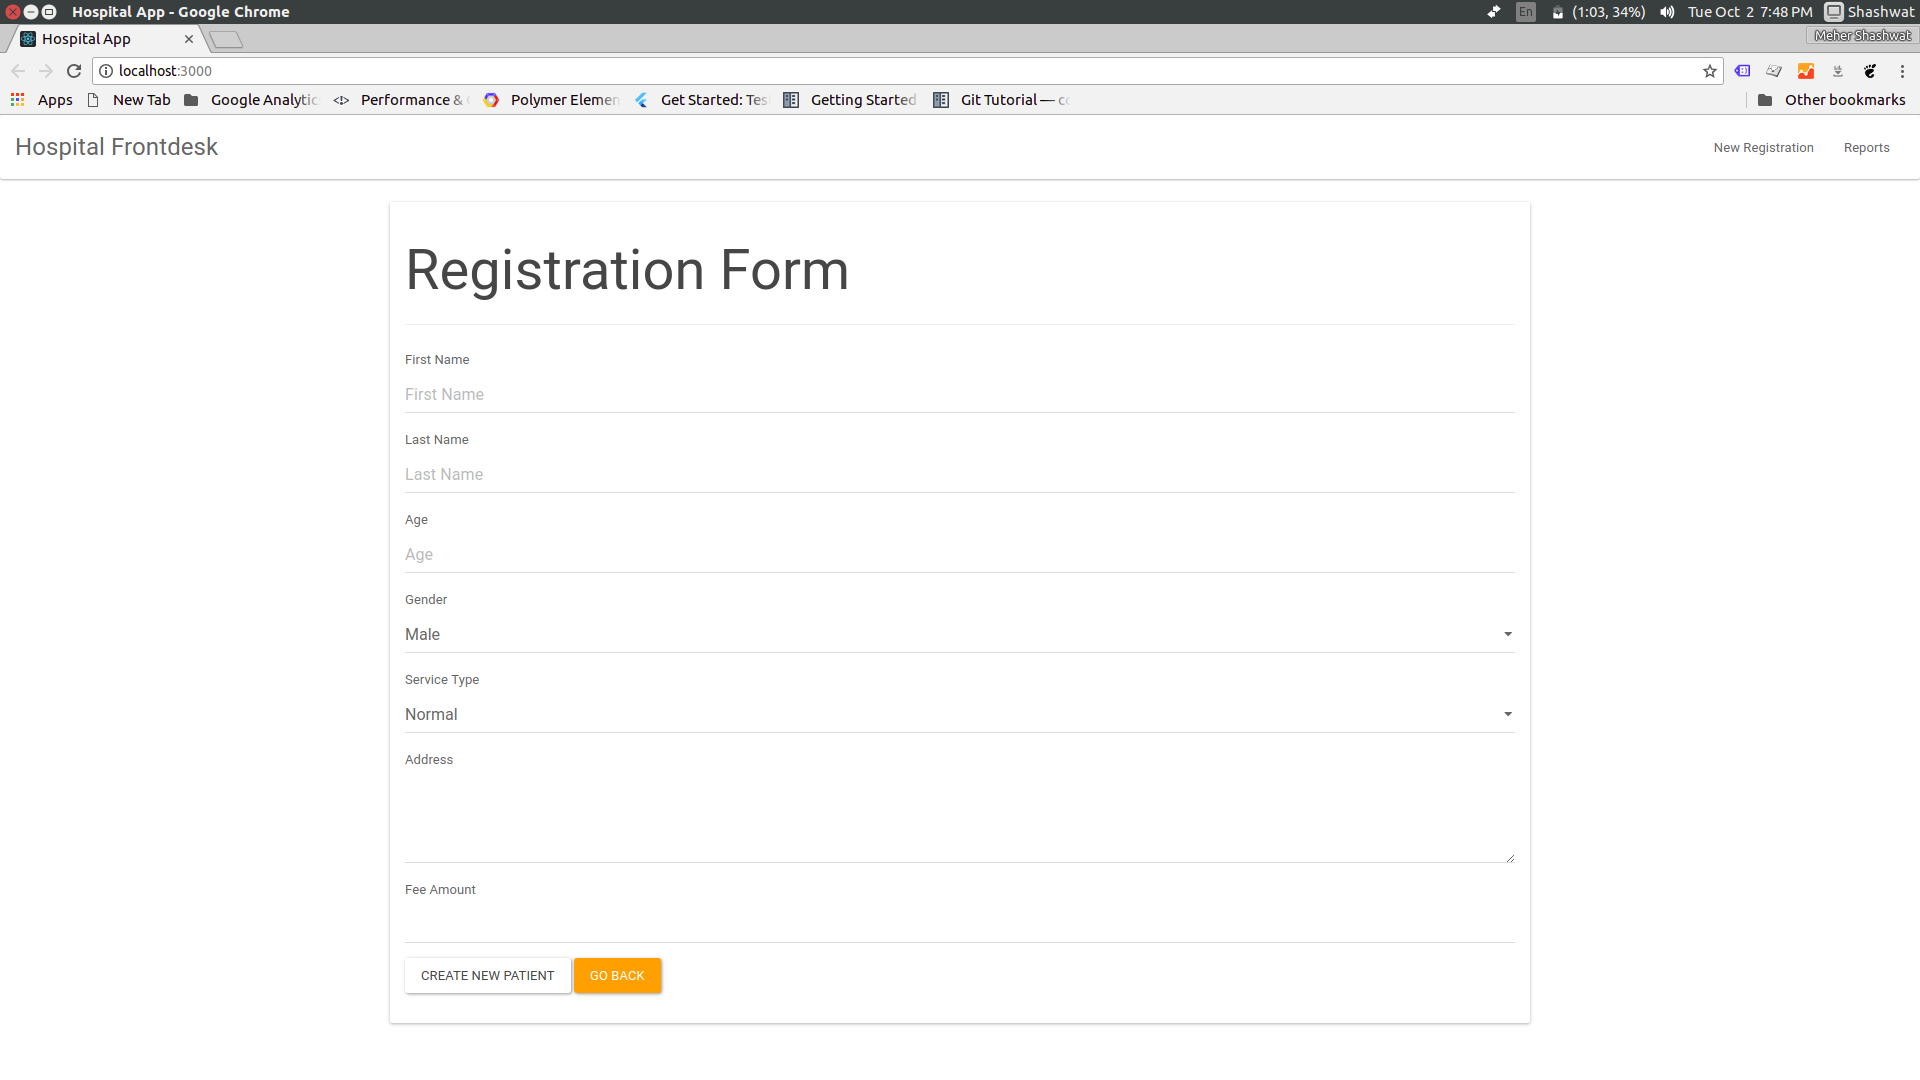 Hospital App - Google Chrome
En
(1:03, 34%)
Tue Oct 2 7:48 PM
Shashwat
Hospital App
Meher Shashwat
localhost:3000
Apps
New Tab
Google Analytic
Performance &
Polymer Elemen
Get Started: Tes
Getting Started
Git Tutorial — co
Other bookmarks
Hospital Frontdesk
New Registration
Reports
Registration Form
First Name
First Name
Last Name
Last Name
Age
Age
Gender
Male
Service Type
Normal
Address
Fee Amount
CREATE NEW PATIENT
GO BACK